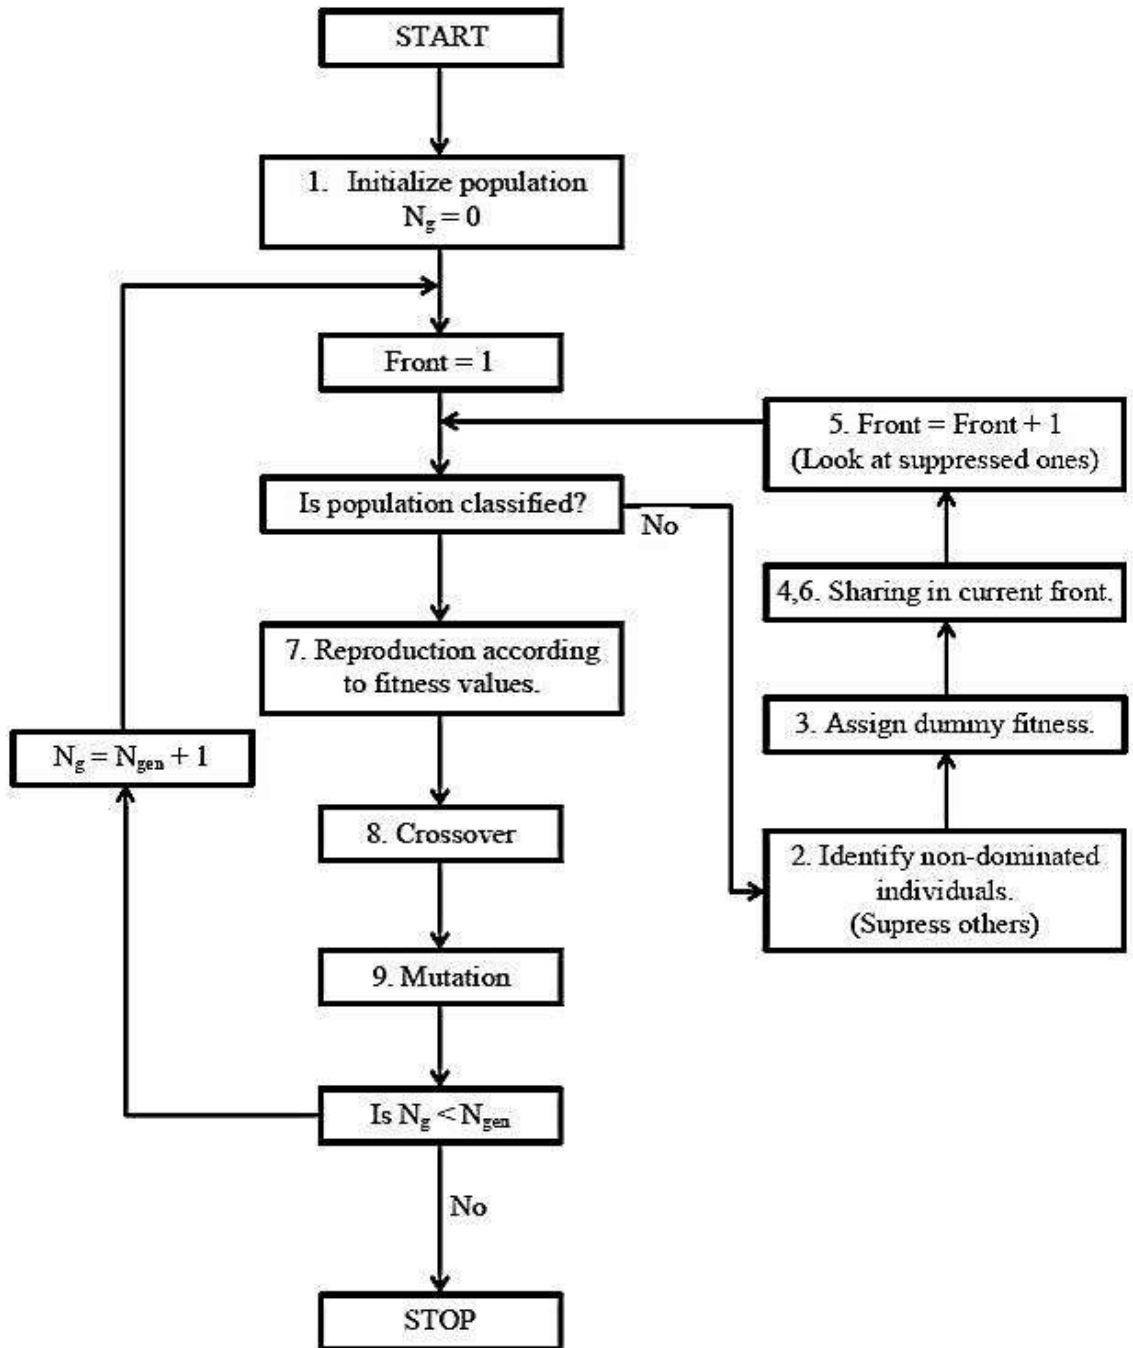 START
1. Initialize population
Ng = 0
Front = 1
5. Front = Front + 1
(Look at suppressed ones)
Is population classified?
No
4,6. Sharing in current front.
7. Reproduction according
to fitness values.
3. Assign dummy fitness.
Ng = Ngen + 1
8. Crossover
2. Identify non-dominated
individuals.
(Supress others)
9. Mutation
Is Ng < Ngen
No
STOP